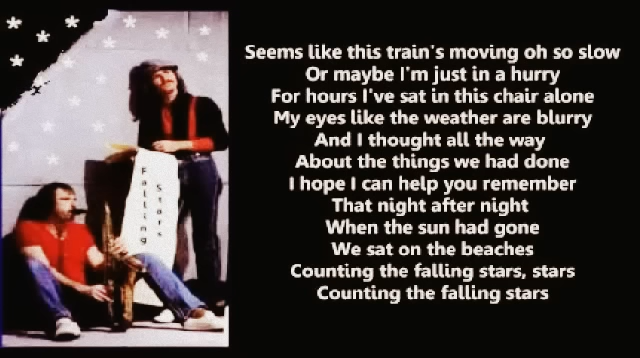 Falling
Stars
Seems like this train's moving oh so slow
Or maybe I'm just in a hurry
For hours I've sat in this chair alone
My eyes like the weather are blurry
And I thought all the way
About the things we had done
I hope I can help you remember
That night after night
When the sun had gone
We sat on the beaches
Counting the falling stars, stars
Counting the falling stars